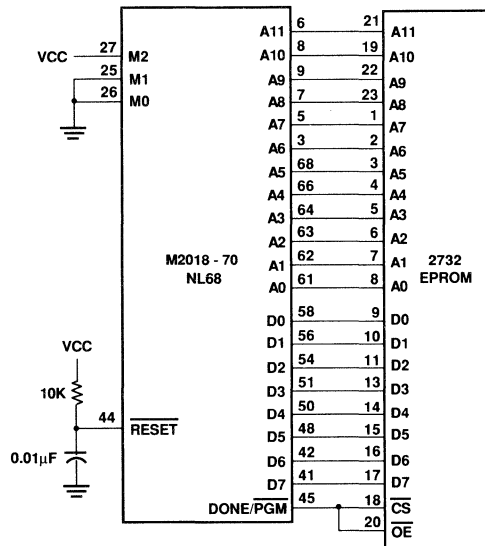 VCC 27 M2
25 M1
26 M0
A11 6 21 A11
A10 8 19 A10
A9 9 22 A9
A8 7 23 A8
A7 5 1 A7
A6 3 2 A6
A5 68 3 A5
A4 66 4 A4
A3 64 5 A3
A2 63 6 A2
A1 62 7 A1
A0 61 8 A0
M2018 - 70
NL68
2732
EPROM
D0 58 9 D0
D1 56 10 D1
D2 54 11 D2
D3 51 13 D3
D4 50 14 D4
D5 48 15 D5
D6 42 16 D6
D7 41 17 D7
VCC
10K
44 RESET
0.01µF
DONE/PGM 45 18 CS
20 OE